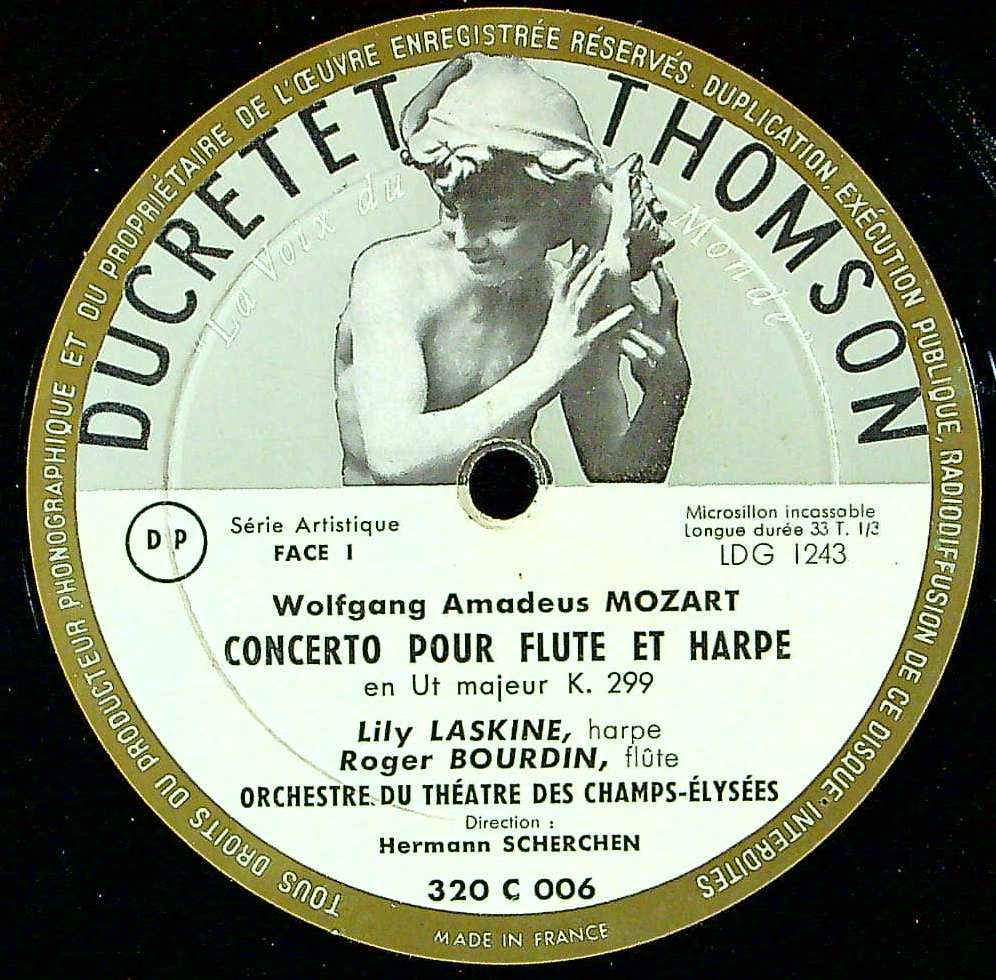 TOUS DROITS DU PRODUCTEUR PHONOGRAPHIQUE ET DU PROPRIÉTAIRE DE L'ŒUVRE ENREGISTRÉE RÉSERVÉS. DUPLICATION, EXÉCUTION PUBLIQUE, RADIODIFFUSION DE CE DISQUE INTERDITES
DUCRETET THOMSON
"La Voix du Monde"
DP
Série Artistique
FACE 1
Microsillon incassable
Longue durée 33 T. 1/3
LDG 1243
Wolfgang Amadeus MOZART
CONCERTO POUR FLUTE ET HARPE
en Ut majeur K. 299
Lily LASKINE, harpe
Roger BOURDIN, flûte
ORCHESTRE DU THÉATRE DES CHAMPS-ÉLYSÉES
Direction :
Hermann SCHERCHEN
320 C 006
MADE IN FRANCE